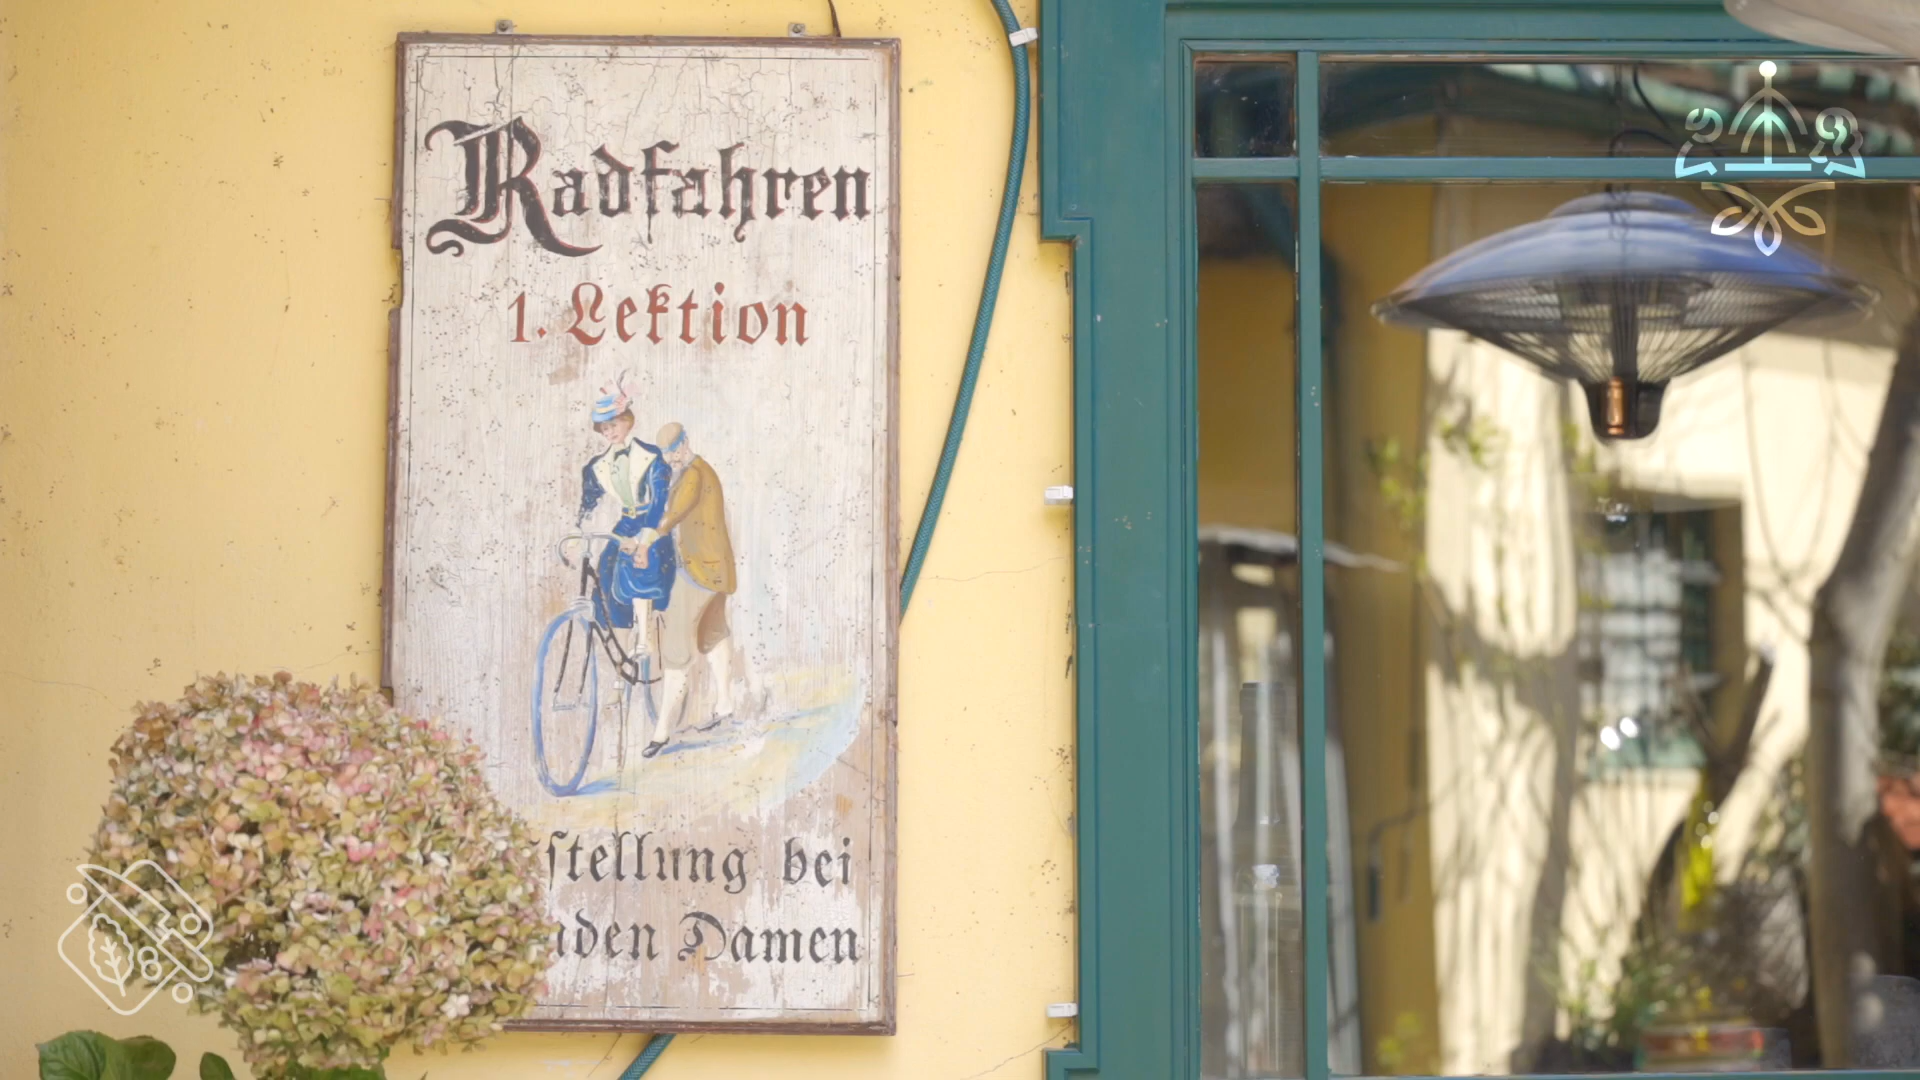 Radfahren
1. Lektion
stellung bei
den Damen